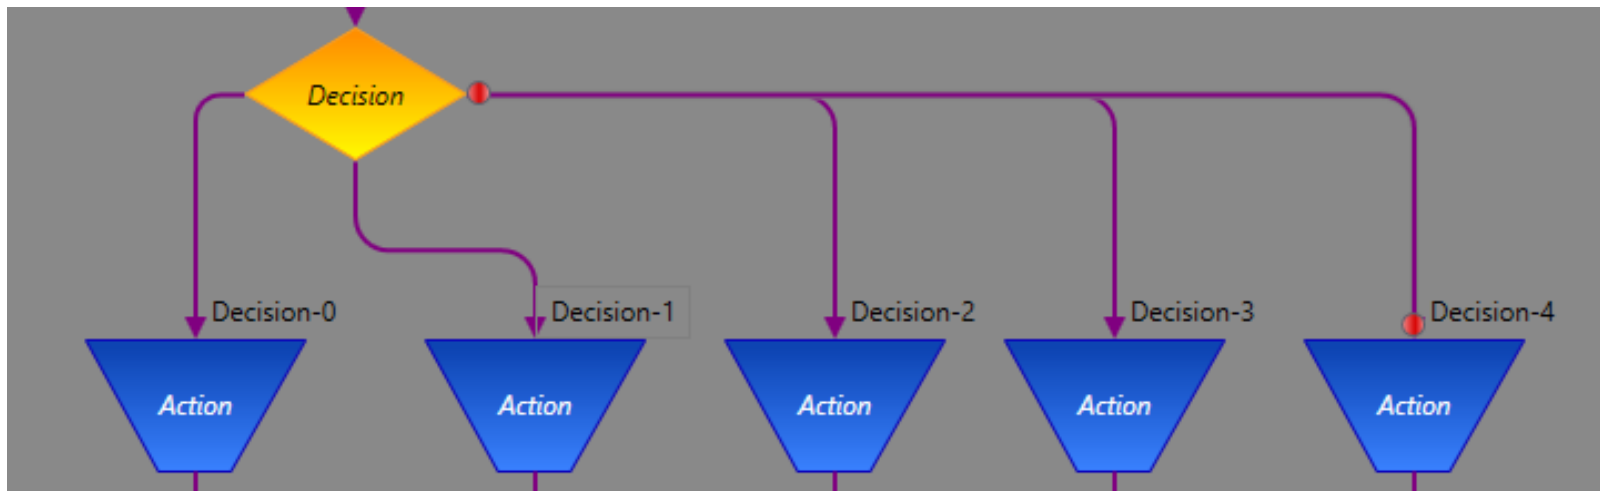 Decision
Decision-0
Decision-1
Decision-2
Decision-3
Decision-4
Action
Action
Action
Action
Action